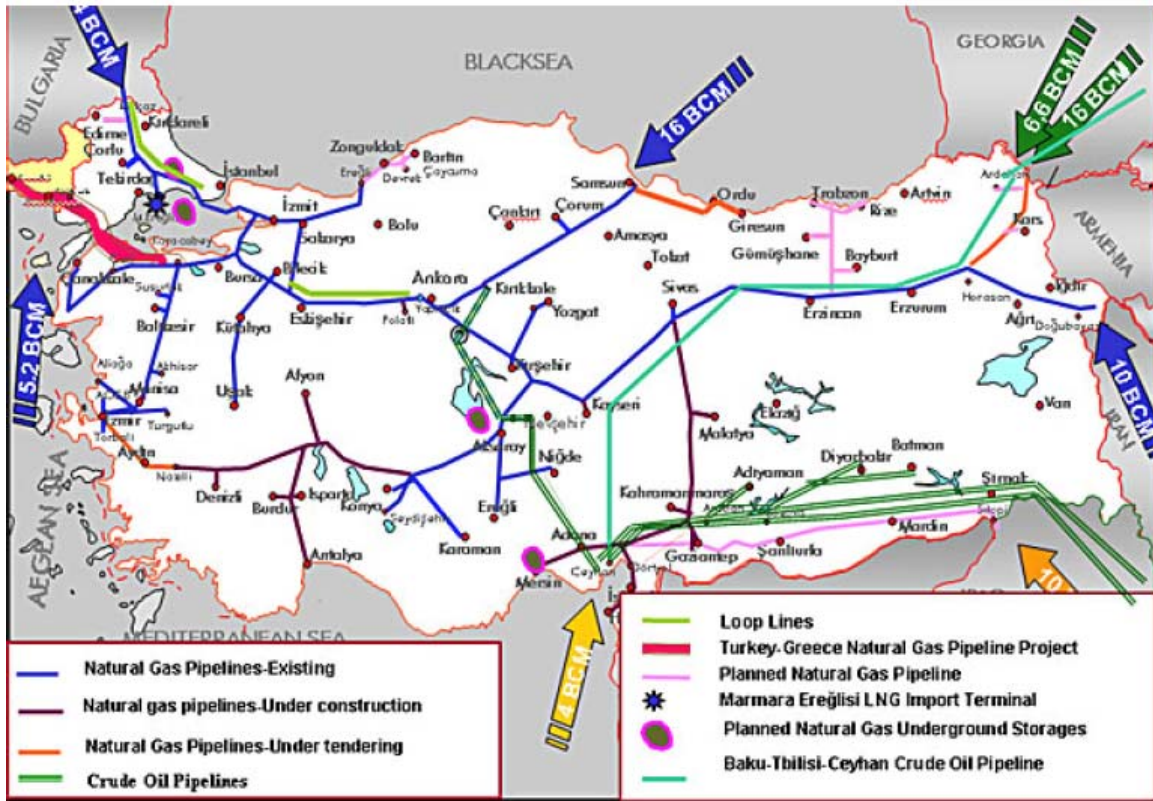 BULGARIA
4 BCM
BLACKSEA
GEORGIA
16 BCM
6,6 BCM
16 BCM
Kırklareli
Edirne
Çorlu
Tekirdağ
İstanbul
Zonguldak
Bartın
Ereğli
Devrek
Çaycuma
Samsun
Ordu
Trabzon
Artvin
Ardahan
Rize
Giresun
Kars
ARMENIA
İzmit
Sakarya
Bolu
Çankırı
Çorum
Amasya
Tokat
Gümüşhane
Bayburt
Karacabey
Çanakkale
Bursa
Bilecik
Ankara
Kırıkkale
Sivas
Erzincan
Erzurum
Horasan
Iğdır
Ağrı
Doğubayazıt
Susurluk
Balıkesir
Kütahya
Eskişehir
Polatlı
Yozgat
5.2 BCM
10 BCM
IRAN
Aliağa
Akhisar
Manisa
Uşak
Afyon
Kırşehir
Kayseri
Elazığ
Van
İzmir
Turgutlu
Torbalı
Aksaray
Nevşehir
Malatya
Batman
Diyarbakır
Aydın
Nazilli
Denizli
Isparta
Burdur
Konya
Seydişehir
Niğde
Ereğli
Adıyaman
Kahramanmaraş
Şırnak
AEGEAN SEA
Antalya
Karaman
Adana
Ceyhan
Mersin
Gaziantep
Şanlıurfa
Mardin
4 BCM
10
MEDITERRANEAN SEA
Natural Gas Pipelines-Existing
Natural gas pipelines-Under construction
Natural Gas Pipelines-Under tendering
Crude Oil Pipelines
Loop Lines
Turkey-Greece Natural Gas Pipeline Project
Planned Natural Gas Pipeline
Marmara Ereğlisi LNG Import Terminal
Planned Natural Gas Underground Storages
Baku-Tbilisi-Ceyhan Crude Oil Pipeline